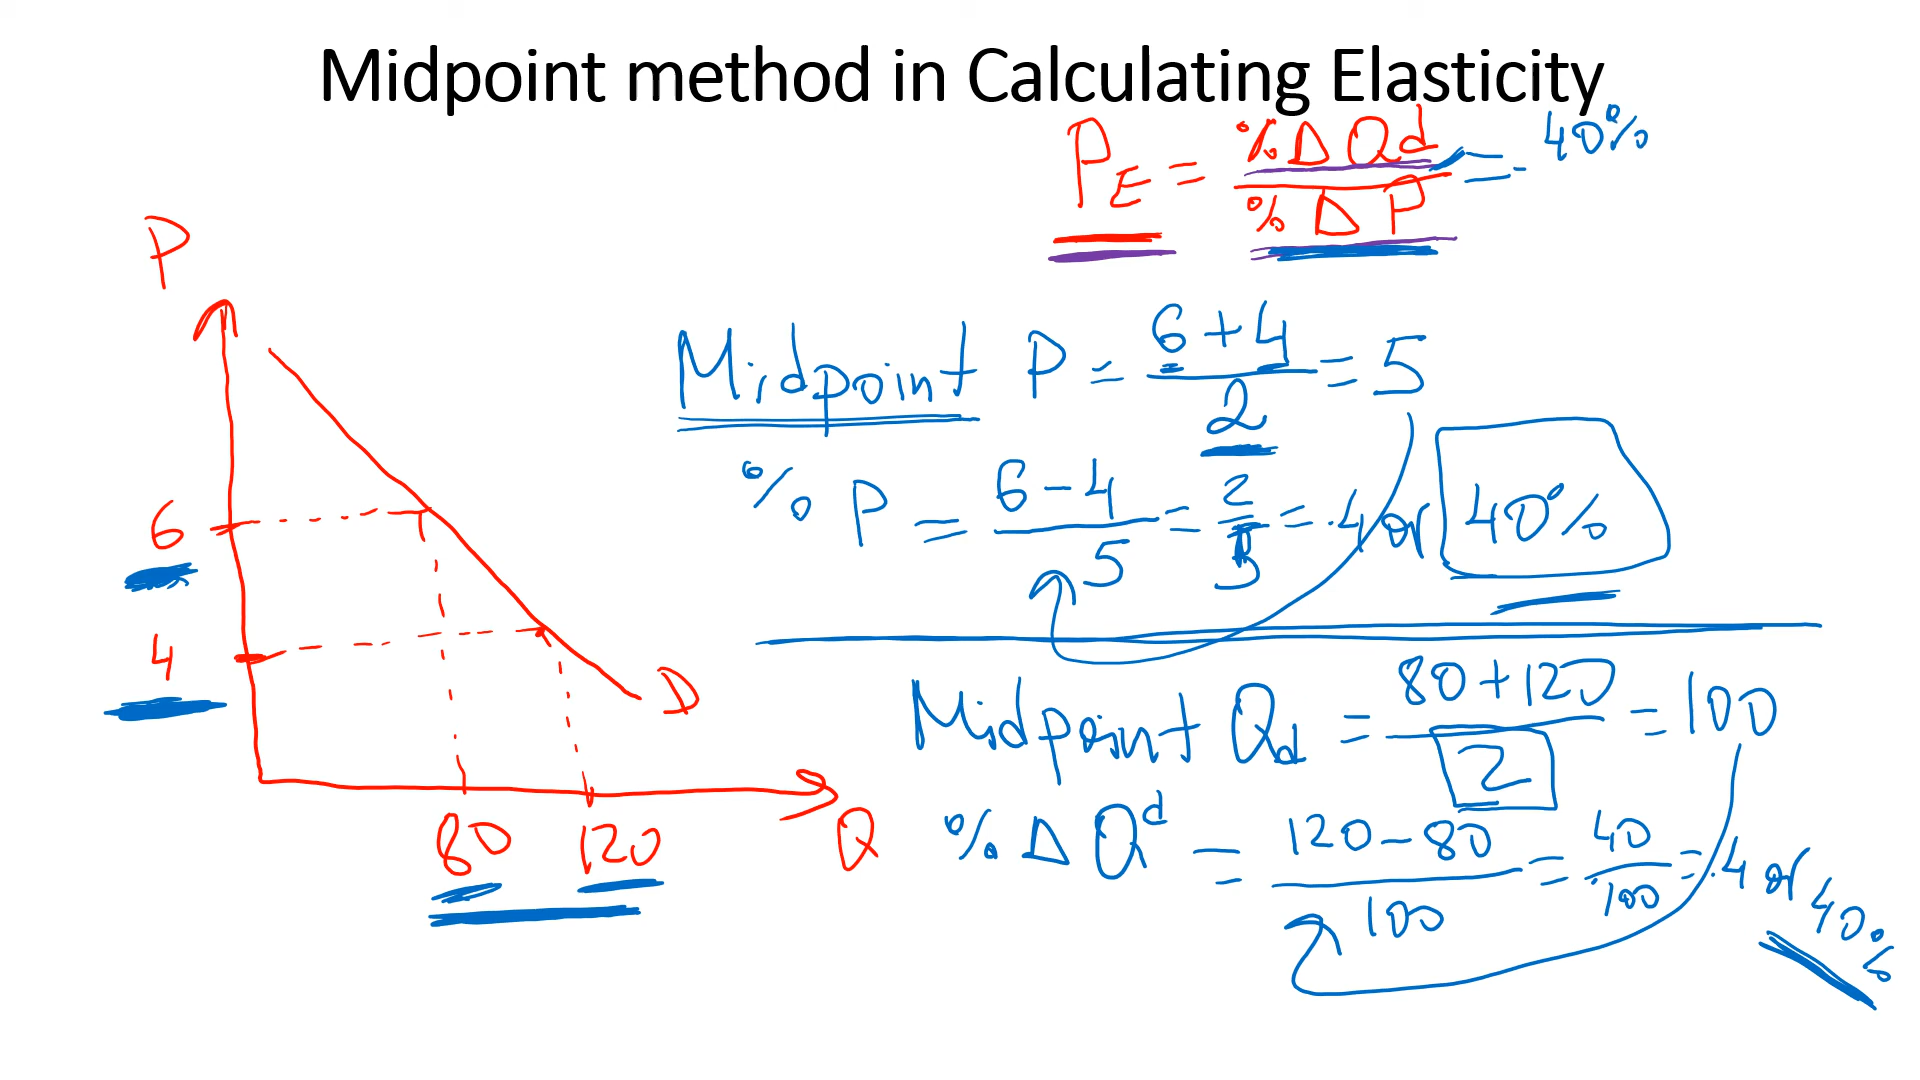 Midpoint method in Calculating Elasticity
P_E = %ΔQd / %ΔP = 40%
P
Midpoint P = 6+4 / 2 = 5
% P = 6-4 / 5 = 2/5 = .4 or 40%
6
4
D
Midpoint Qd = 80+120 / 2 = 100
%ΔQd = 120-80 / 100 = 40/100 = .4 or 40%
80 120 Q